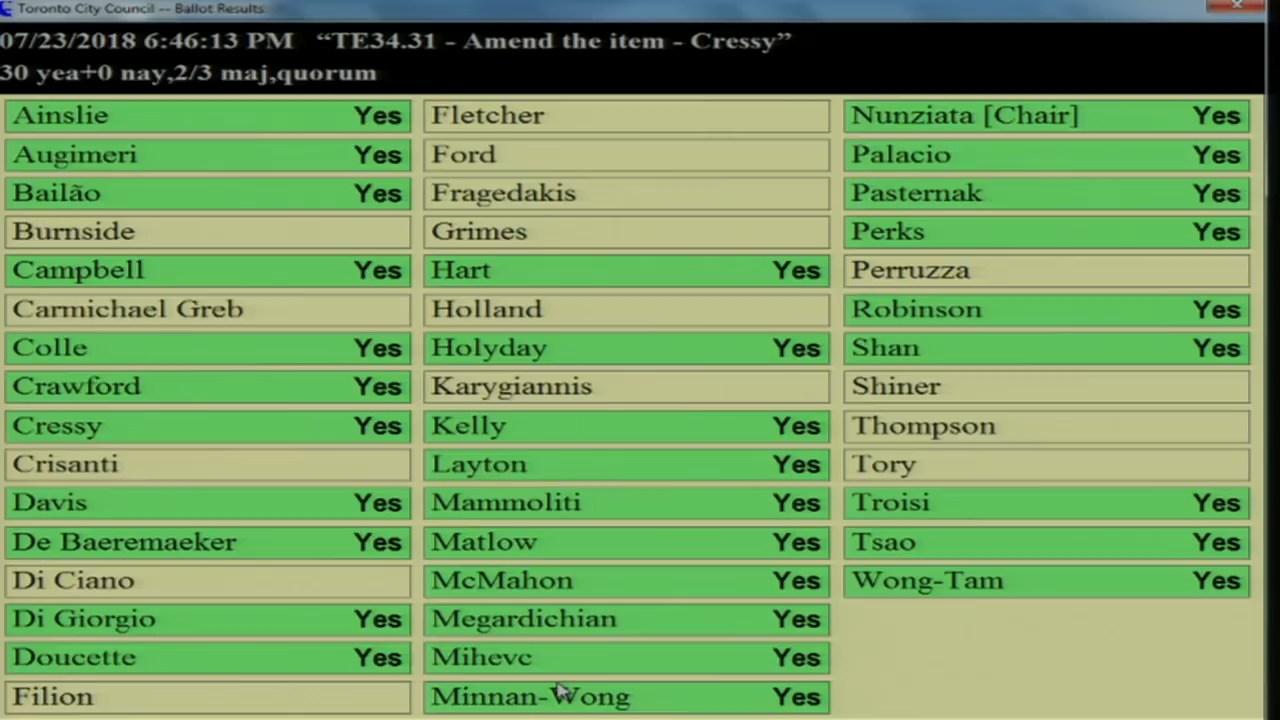 Toronto City Council -- Ballot Results
07/23/2018 6:46:13 PM “TE34.31 - Amend the item - Cressy”
30 yea+0 nay,2/3 maj,quorum
Ainslie Yes
Augimeri Yes
Bailão Yes
Burnside
Campbell Yes
Carmichael Greb
Colle Yes
Crawford Yes
Cressy Yes
Crisanti
Davis Yes
De Baeremaeker Yes
Di Ciano
Di Giorgio Yes
Doucette Yes
Filion
Fletcher
Ford
Fragedakis
Grimes
Hart Yes
Holland
Holyday Yes
Karygiannis
Kelly Yes
Layton Yes
Mammoliti Yes
Matlow Yes
McMahon Yes
Megardichian Yes
Mihevc Yes
Minnan-Wong Yes
Nunziata [Chair] Yes
Palacio Yes
Pasternak Yes
Perks Yes
Perruzza
Robinson Yes
Shan Yes
Shiner
Thompson
Tory
Troisi Yes
Tsao Yes
Wong-Tam Yes